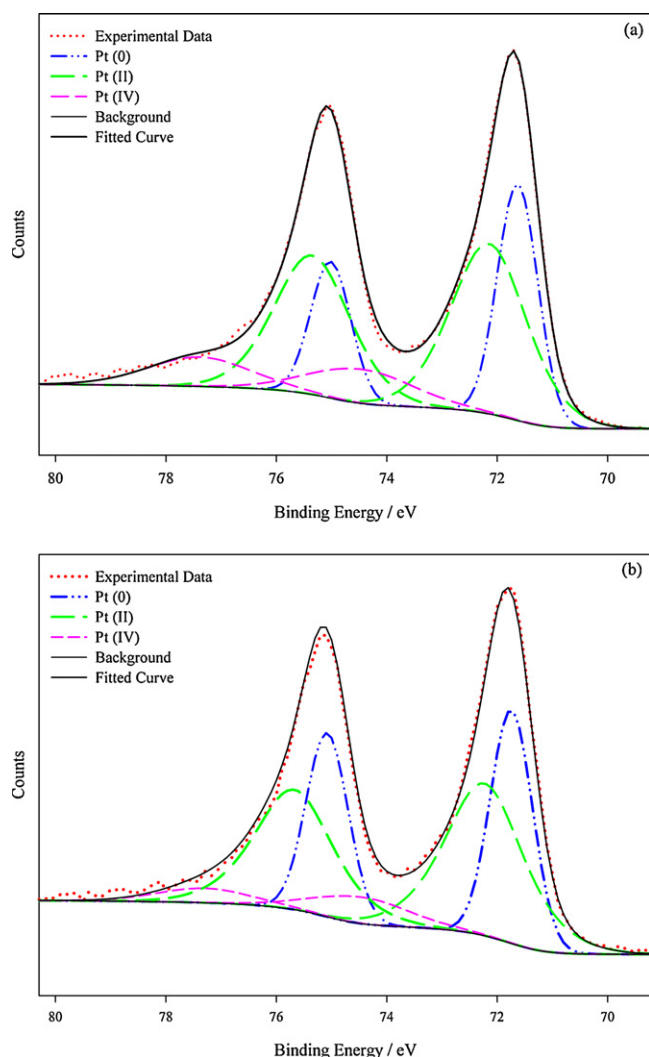 (a)
Experimental Data
Pt (0)
Pt (II)
Pt (IV)
Background
Fitted Curve
Counts
80 78 76 74 72 70
Binding Energy / eV
(b)
Experimental Data
Pt (0)
Pt (II)
Pt (IV)
Background
Fitted Curve
Counts
80 78 76 74 72 70
Binding Energy / eV